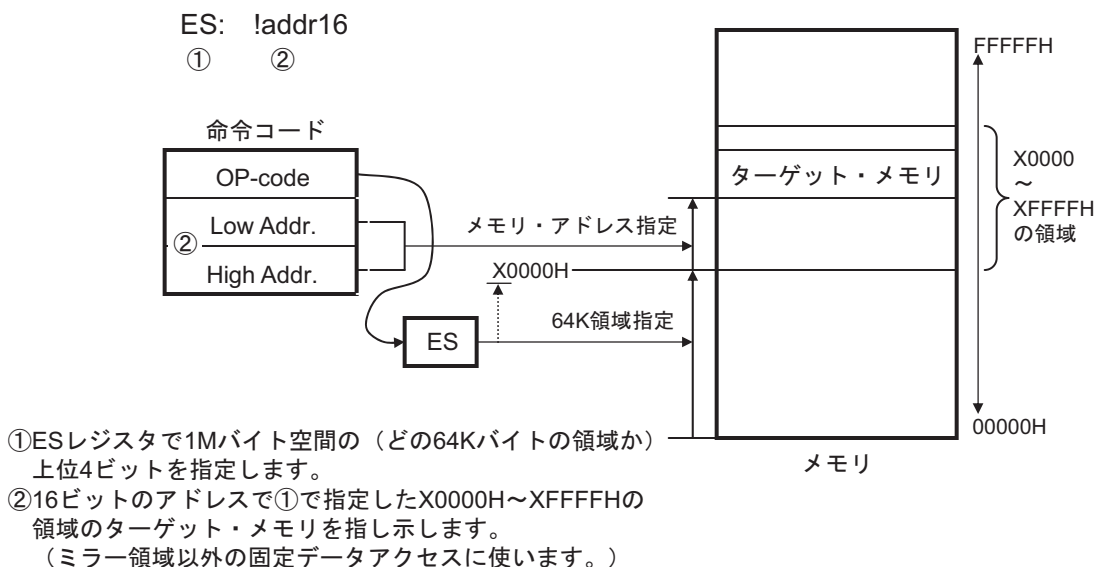 ES: !addr16
① ②
命令コード
OP-code
② Low Addr.
High Addr.
ES
メモリ・アドレス指定
X0000H
64K領域指定
ターゲット・メモリ
FFFFFH
X0000
～
XFFFFH
の領域
00000H
メモリ
①ESレジスタで1Mバイト空間の（どの64Kバイトの領域か）
上位4ビットを指定します。
②16ビットのアドレスで①で指定したX0000H～XFFFFHの
領域のターゲット・メモリを指し示します。
（ミラー領域以外の固定データアクセスに使います。）